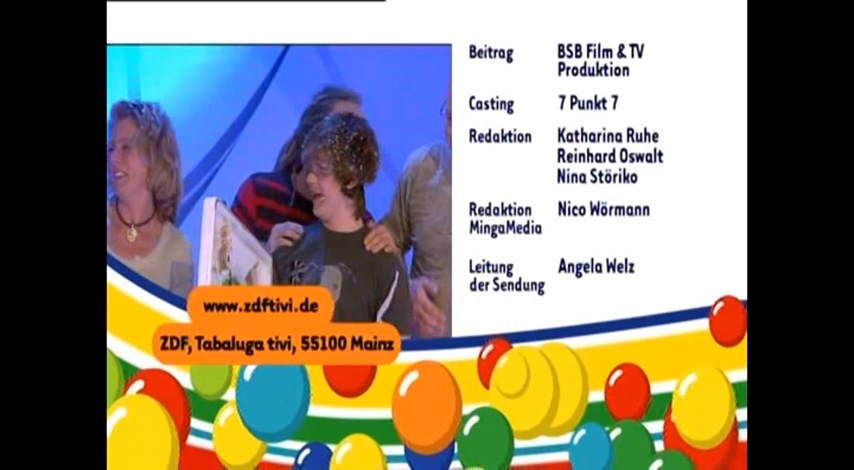 Beitrag BSB Film & TV
Produktion
Casting 7 Punkt 7
Redaktion Katharina Ruhe
Reinhard Oswalt
Nina Störiko
Redaktion Nico Wörmann
MingaMedia
Leitung Angela Welz
der Sendung
www.zdftivi.de
ZDF, Tabaluga tivi, 55100 Mainz